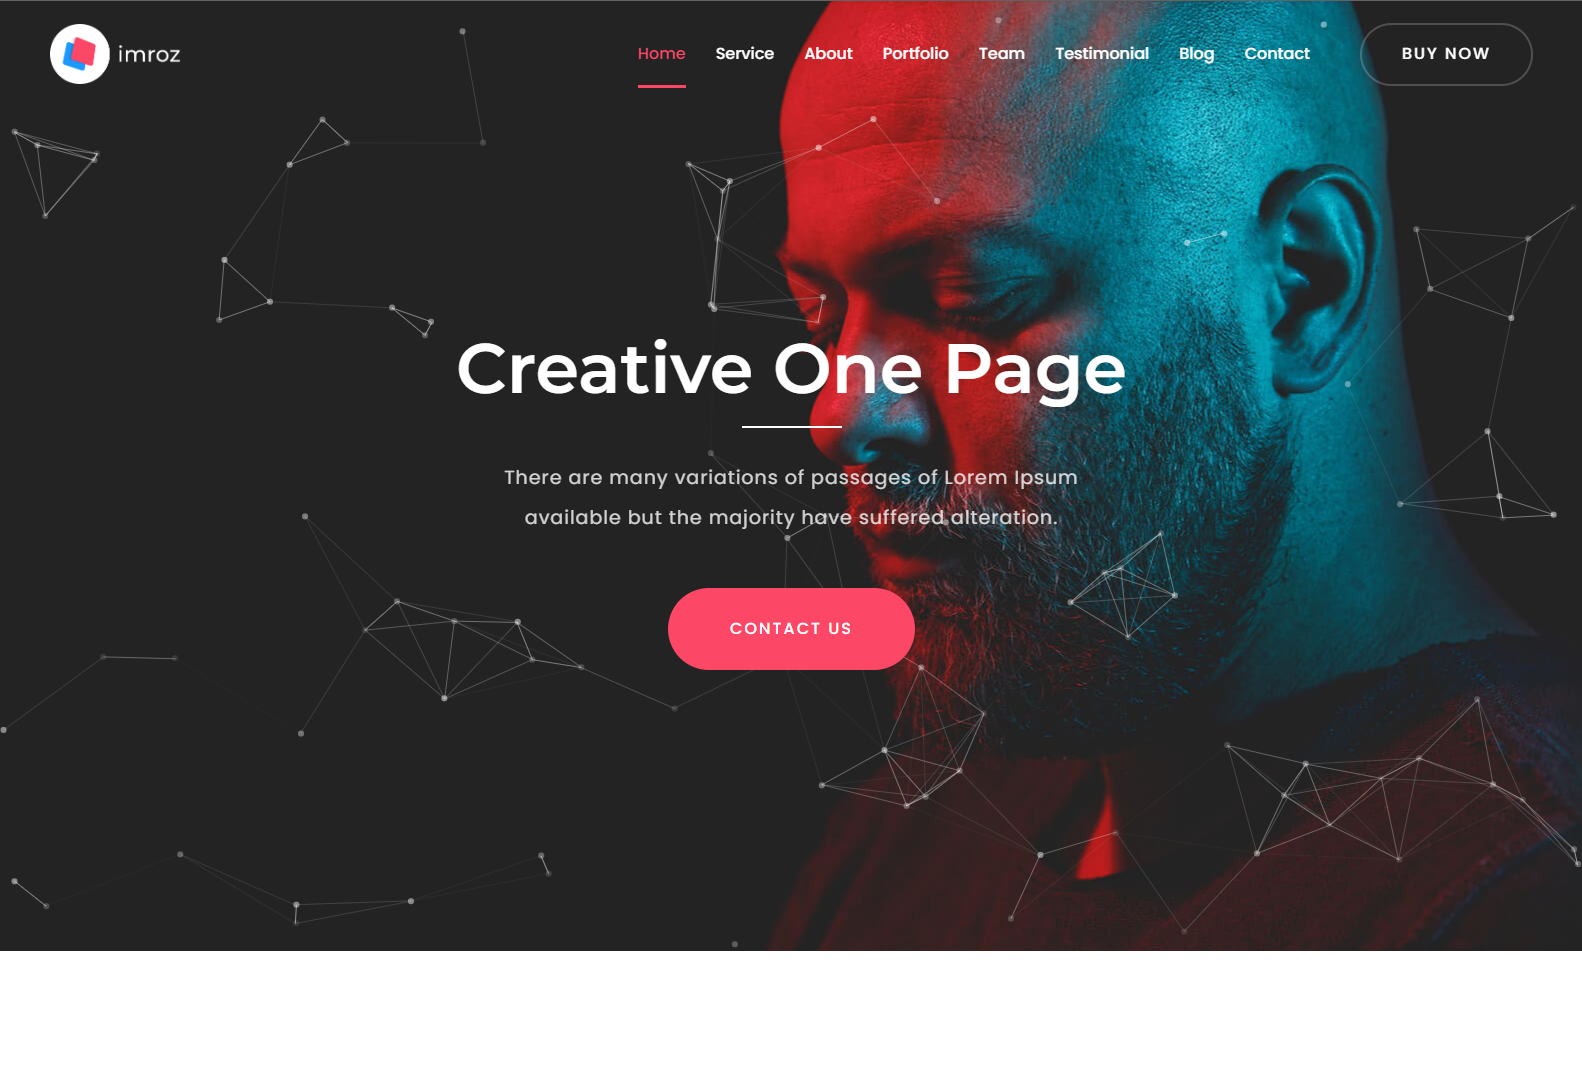 imroz
Home Service About Portfolio Team Testimonial Blog Contact BUY NOW
Creative One Page
There are many variations of passages of Lorem Ipsum
available but the majority have suffered alteration.
CONTACT US